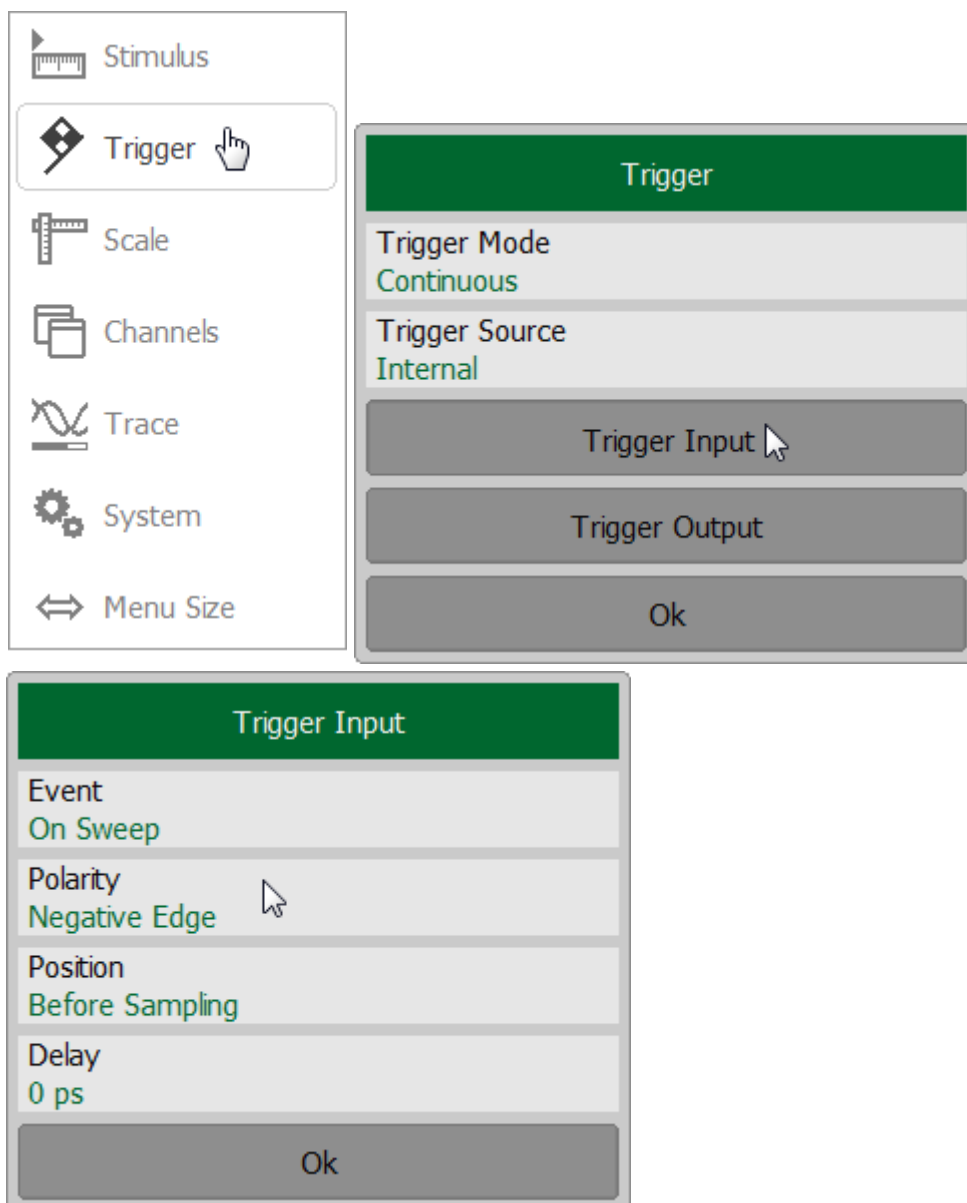 Stimulus
Trigger
Scale
Channels
Trace
System
Menu Size
Trigger
Trigger Mode
Continuous
Trigger Source
Internal
Trigger Input
Trigger Output
Ok
Trigger Input
Event
On Sweep
Polarity
Negative Edge
Position
Before Sampling
Delay
0 ps
Ok